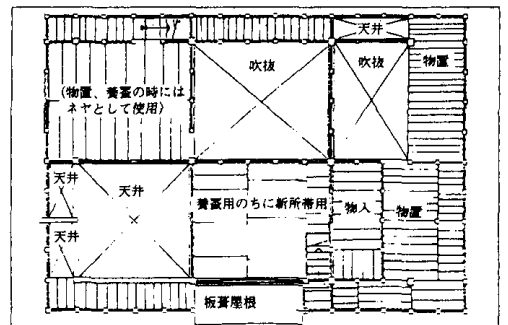 天井
吹抜
吹抜
物置
(物置、養蚕の時には
ネヤとして使用)
天井
天井
養蚕用のちに新所帯用
物入
物置
天井
板葺屋根